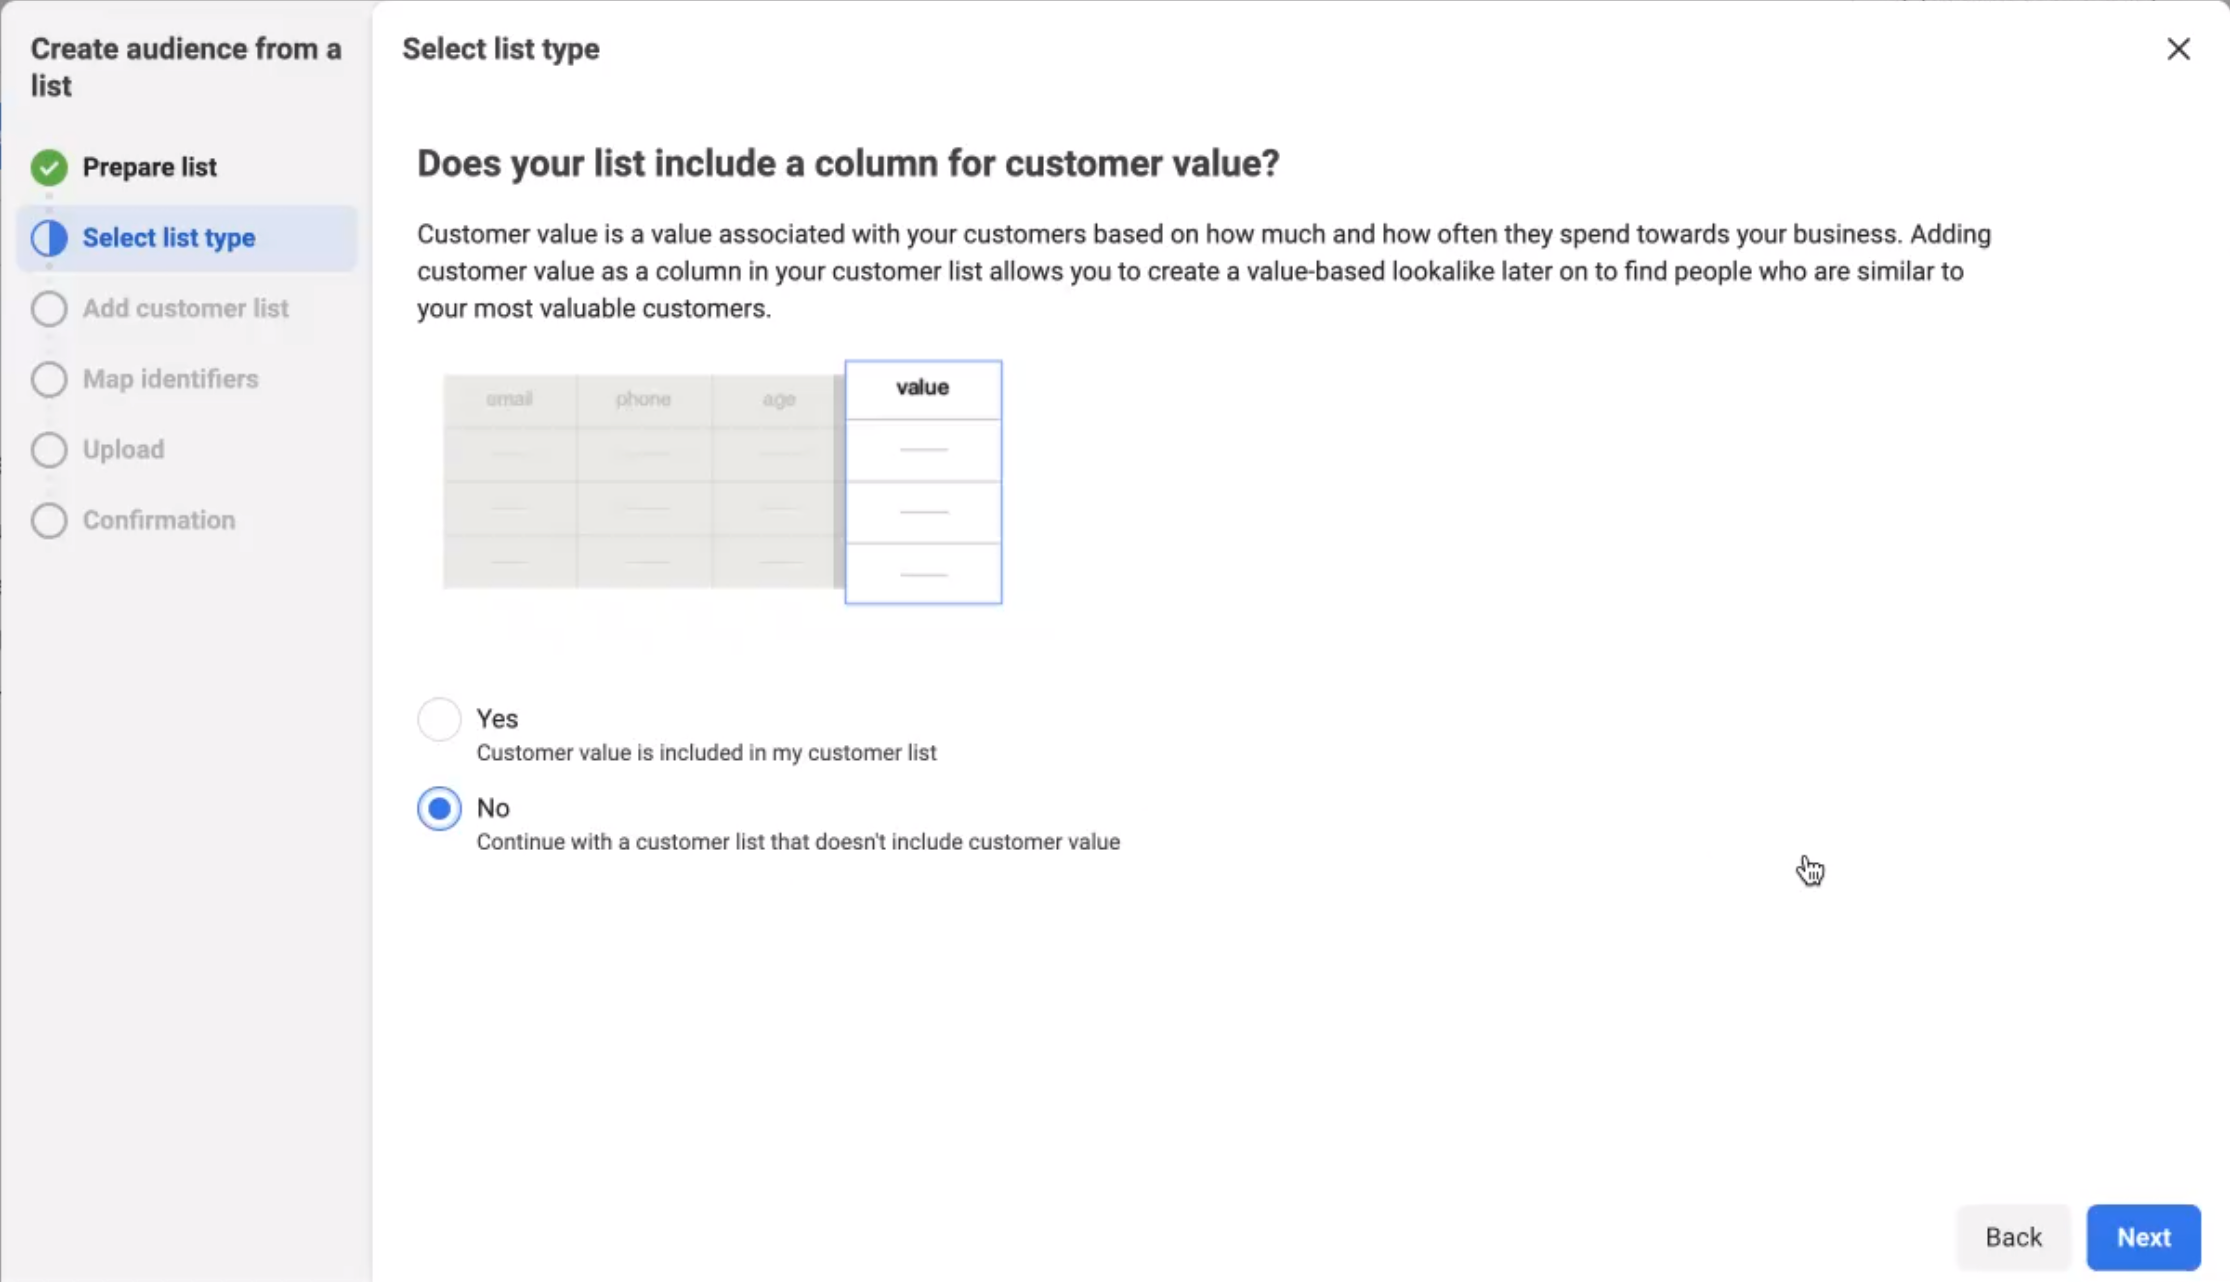 Create audience from a
list
Prepare list
Select list type
Add customer list
Map identifiers
Upload
Confirmation
Select list type
Does your list include a column for customer value?
Customer value is a value associated with your customers based on how much and how often they spend towards your business. Adding
customer value as a column in your customer list allows you to create a value-based lookalike later on to find people who are similar to
your most valuable customers.
email phone age value
Yes
Customer value is included in my customer list
No
Continue with a customer list that doesn't include customer value
Back Next